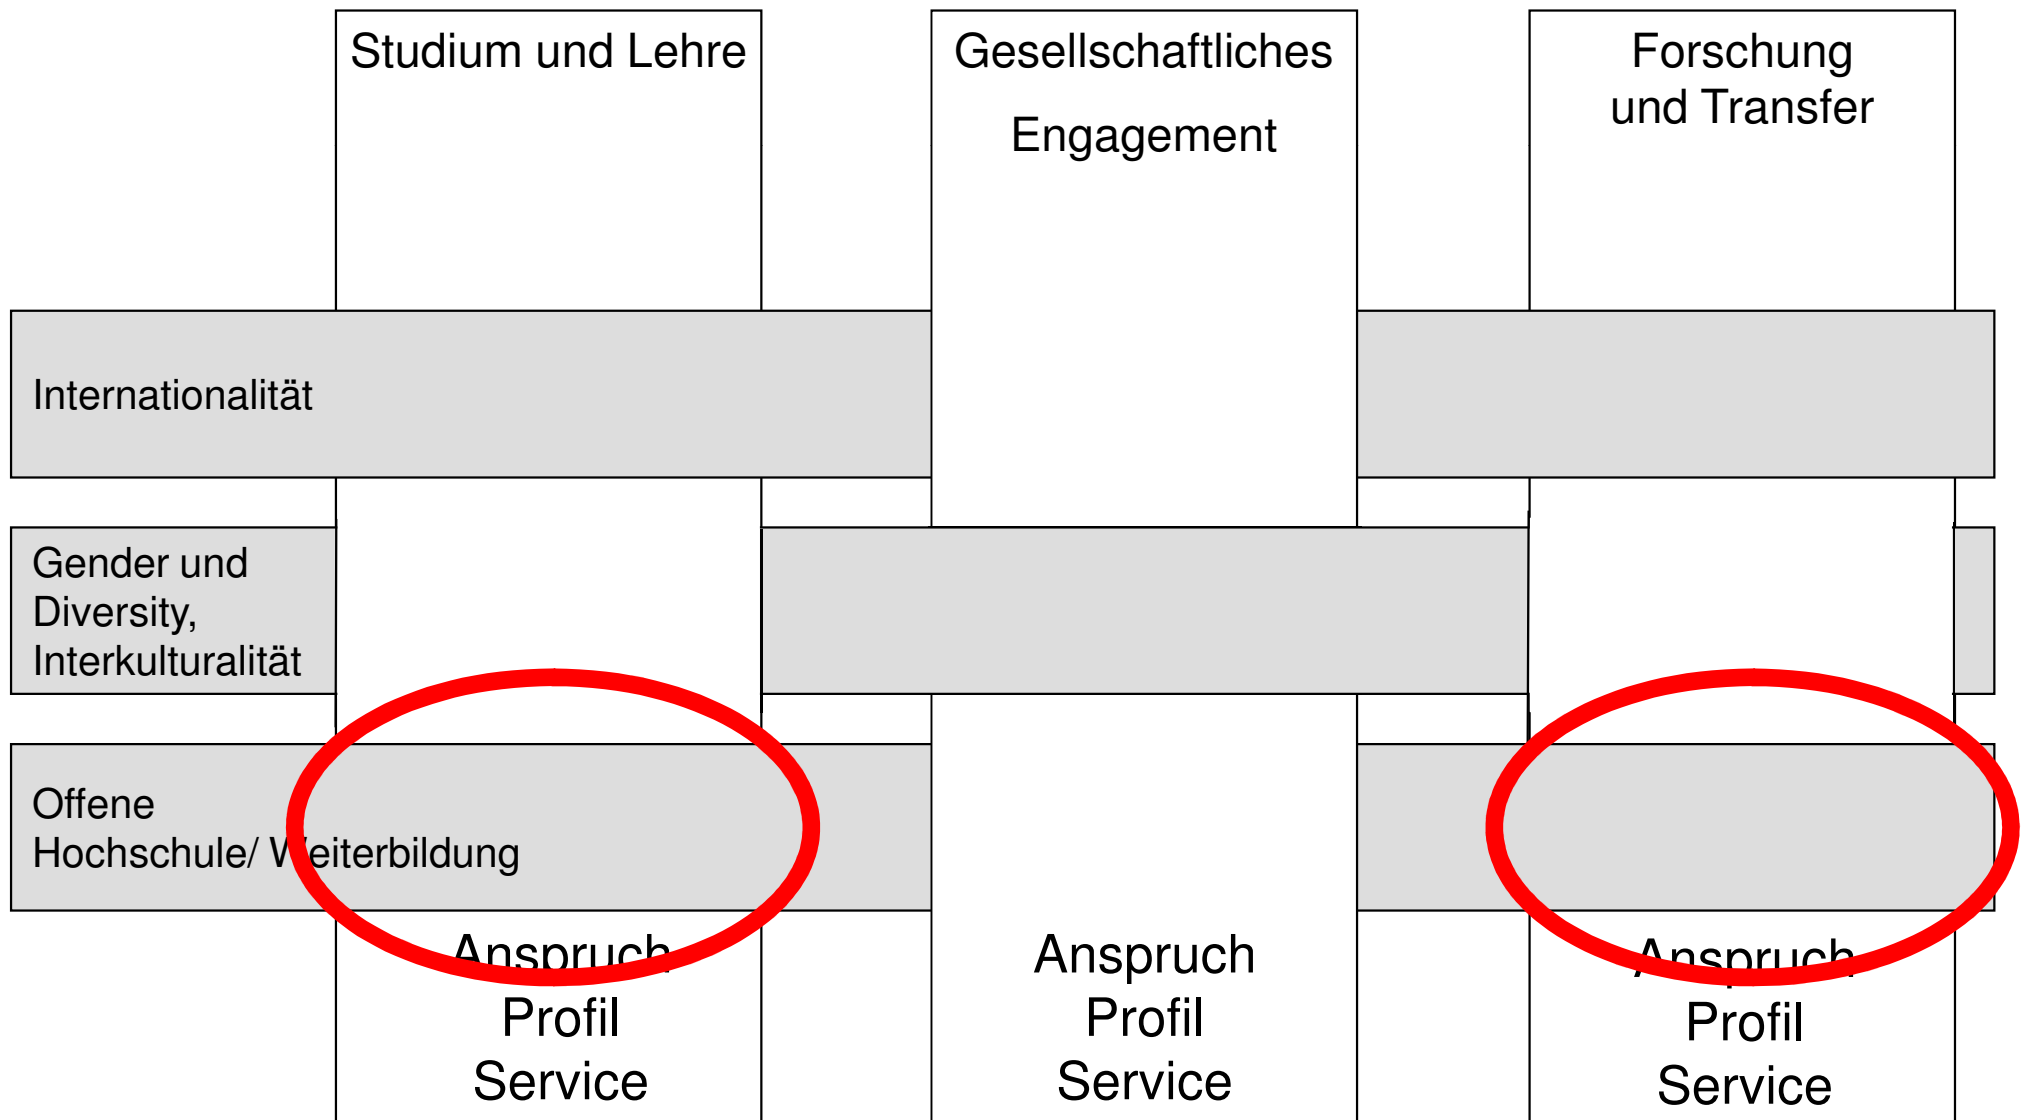 Studium und Lehre
Gesellschaftliches
Engagement
Forschung
und Transfer
Internationalität
Gender und
Diversity,
Interkulturalität
Offene
Hochschule/ Weiterbildung
Anspruch
Profil
Service
Anspruch
Profil
Service
Anspruch
Profil
Service